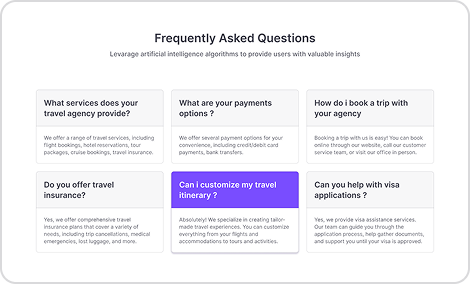 Frequently Asked Questions
Levarage artificial intelligence algorithms to provide users with valuable insights
What services does your
travel agency provide?
We offer a range of travel services, including
flight bookings, hotel reservations, tour
packages, cruise bookings, travel insurance.
What are your payments
options ?
We offer several payment options for your
convenience, including credit/debit card
payments, bank transfers.
How do i book a trip with
your agency
Booking a trip with us is easy! You can book
online through our website, call our customer
service team, or visit our office in person.
Do you offer travel
insurance?
Yes, we offer comprehensive travel
insurance plans that cover a variety of
needs, including trip cancellations, medical
emergencies, lost luggage, and more.
Can i customize my travel
itinerary ?
Absolutely! We specialize in creating tailor-
made travel experiences. You can customize
everything from your flights and
accommodations to tours and activities.
Can you help with visa
applications ?
Yes, we provide visa assistance services.
Our team can guide you through the
application process, help gather documents,
and support you until your visa is approved.